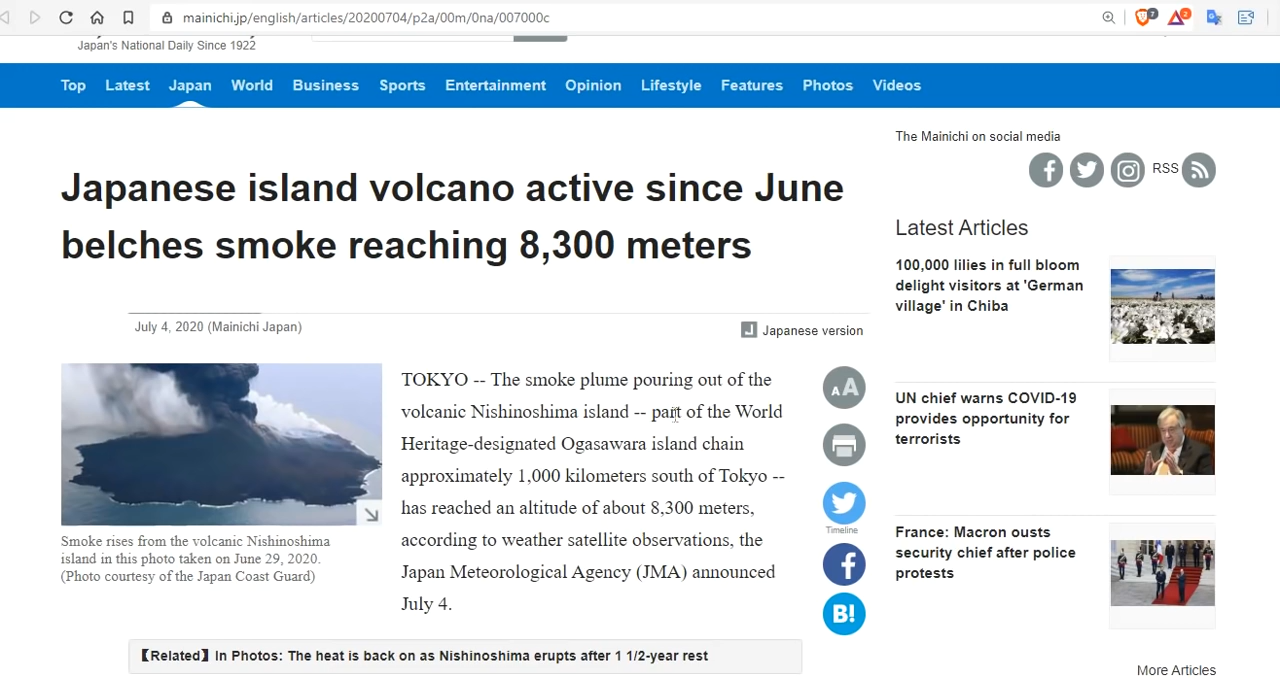 mainichi.jp/english/articles/20200704/p2a/00m/0na/007000c
7
2
Japan's National Daily Since 1922
Top Latest Japan World Business Sports Entertainment Opinion Lifestyle Features Photos Videos
Japanese island volcano active since June
belches smoke reaching 8,300 meters
July 4, 2020 (Mainichi Japan)
J Japanese version
Smoke rises from the volcanic Nishinoshima
island in this photo taken on June 29, 2020.
(Photo courtesy of the Japan Coast Guard)
TOKYO -- The smoke plume pouring out of the
volcanic Nishinoshima island -- part of the World
Heritage-designated Ogasawara island chain
approximately 1,000 kilometers south of Tokyo --
has reached an altitude of about 8,300 meters,
according to weather satellite observations, the
Japan Meteorological Agency (JMA) announced
July 4.
AA
Timeline
f
B!
【Related】In Photos: The heat is back on as Nishinoshima erupts after 1 1/2-year rest
The Mainichi on social media
f
RSS
Latest Articles
100,000 lilies in full bloom
delight visitors at 'German
village' in Chiba
UN chief warns COVID-19
provides opportunity for
terrorists
France: Macron ousts
security chief after police
protests
More Articles